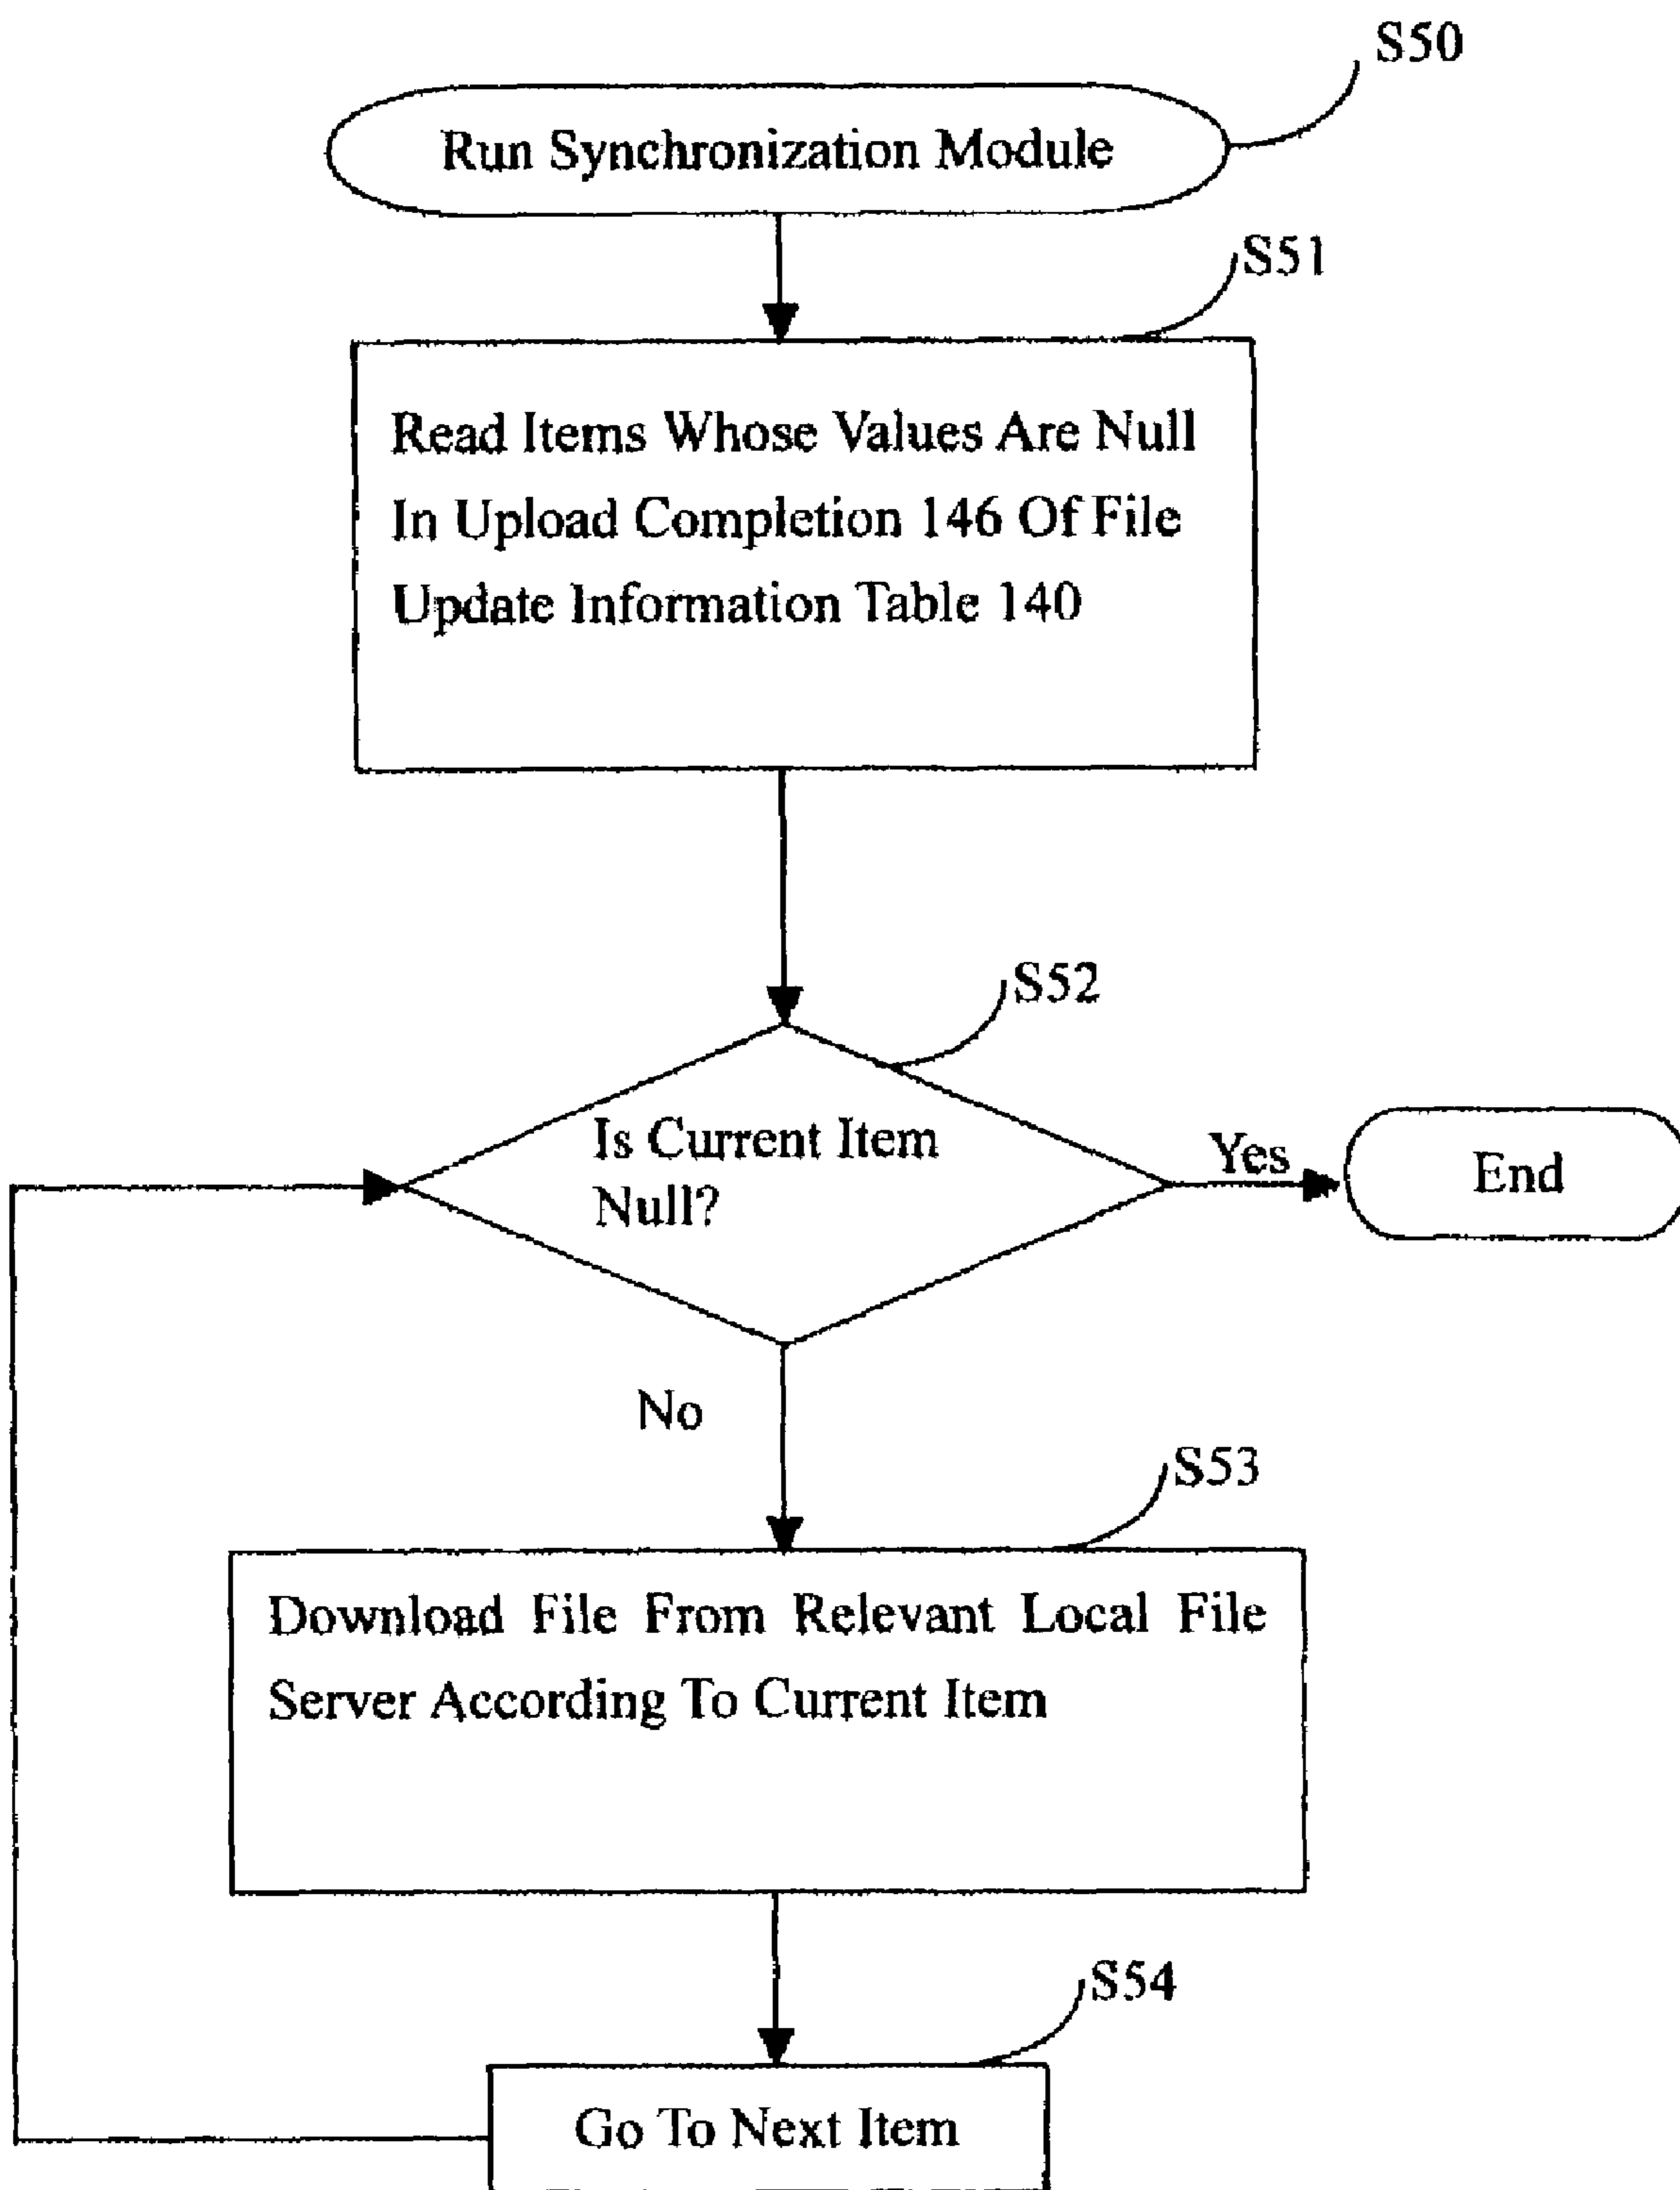 S50
Run Synchronization Module
S51
Read Items Whose Values Are Null
In Upload Completion 146 Of File
Update Information Table 140
S52
Is Current Item
Null?
Yes
End
No
S53
Download File From Relevant Local File
Server According To Current Item
S54
Go To Next Item